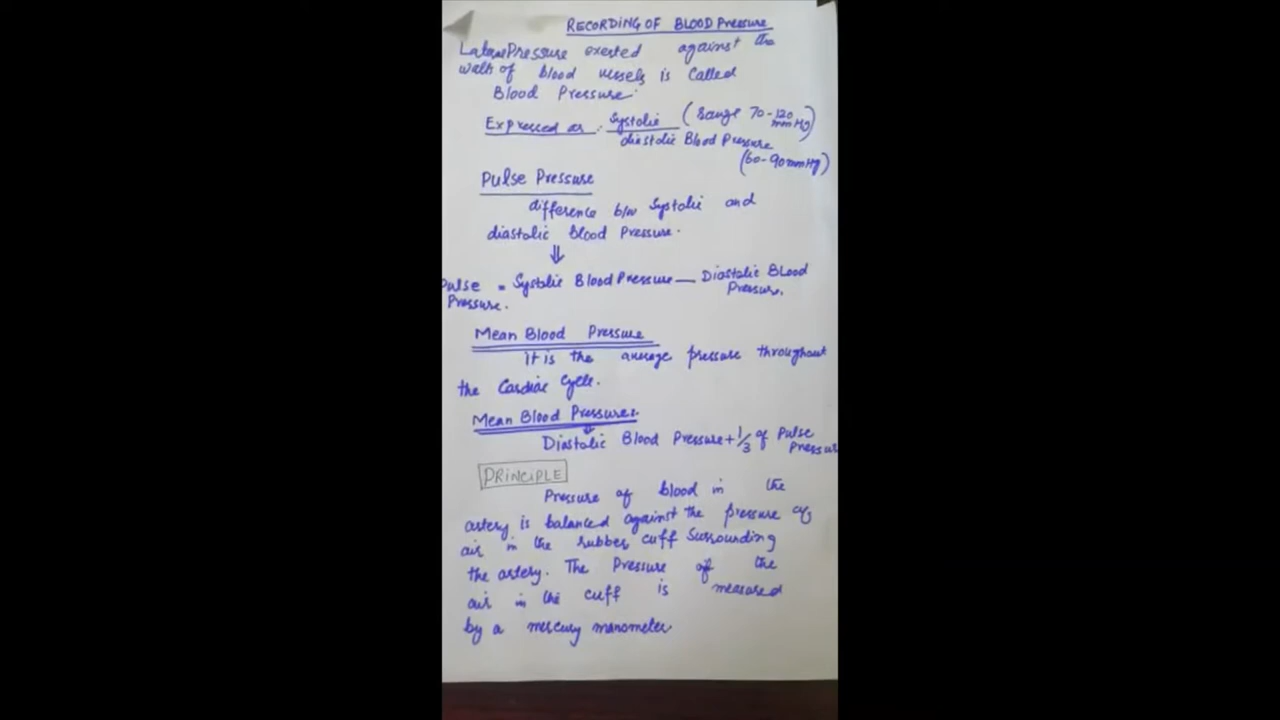 RECORDING OF BLOOD Pressure
Lateral Pressure exerted against the
walls of blood vessels is called
Blood Pressure.
Expressed as : Systolic (range 70-120 mmHg)
diastolic Blood Pressure
(60-90mmHg)
Pulse Pressure
difference b/w Systolic and
diastolic blood Pressure.
⇓
Pulse = Systolic Blood Pressure — Diastolic Blood
Pressure. Pressure.
Mean Blood Pressure
It is the average pressure throughout
the Cardiac Cycle.
Mean Blood Pressure
↓
Diastolic Blood Pressure + 1/3 of Pulse
Pressure
PRINCIPLE
Pressure of blood in the
artery is balanced against the pressure of
air in the rubber cuff surrounding
the artery. The Pressure of the
air in the cuff is measured
by a mercury manometer